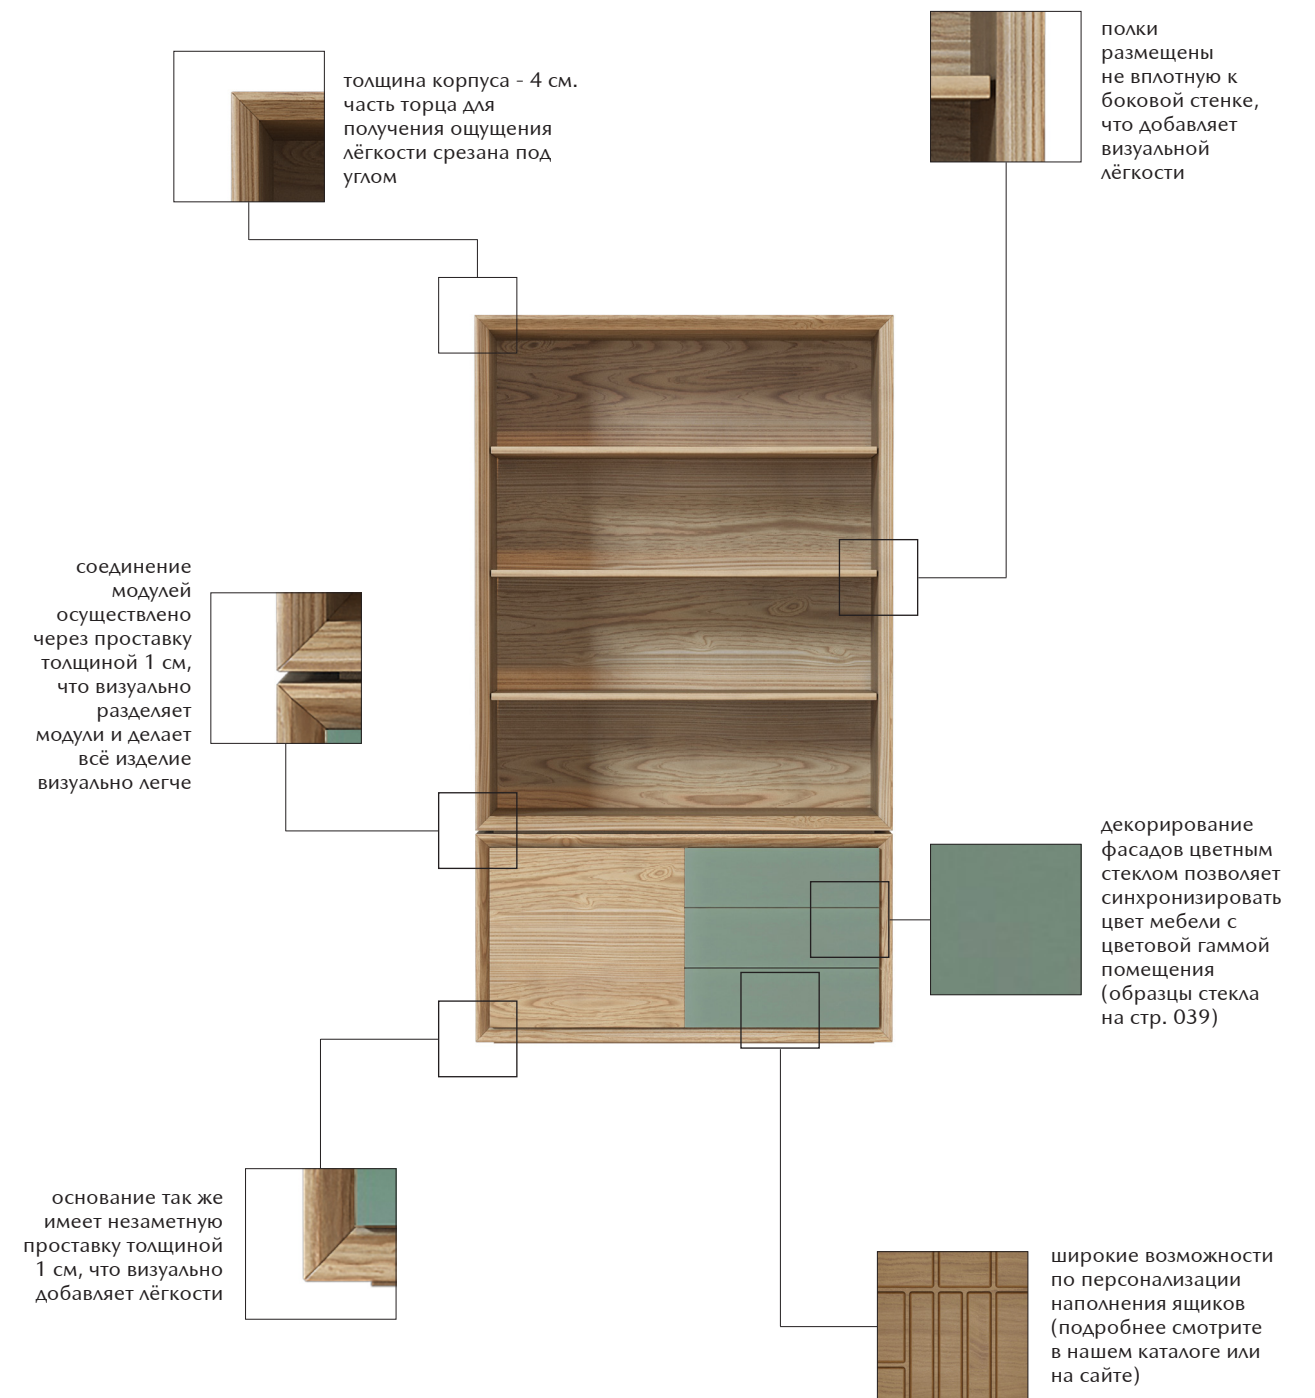 толщина корпуса - 4 см.
часть торца для
получения ощущения
лёгкости срезана под
углом
полки
размещены
не вплотную к
боковой стенке,
что добавляет
визуальной
лёгкости
соединение
модулей
осуществлено
через проставку
толщиной 1 см,
что визуально
разделяет
модули и делает
всё изделие
визуально легче
декорирование
фасадов цветным
стеклом позволяет
синхронизировать
цвет мебели с
цветовой гаммой
помещения
(образцы стекла
на стр. 039)
основание так же
имеет незаметную
проставку толщиной
1 см, что визуально
добавляет лёгкости
широкие возможности
по персонализации
наполнения ящиков
(подробнее смотрите
в нашем каталоге или
на сайте)